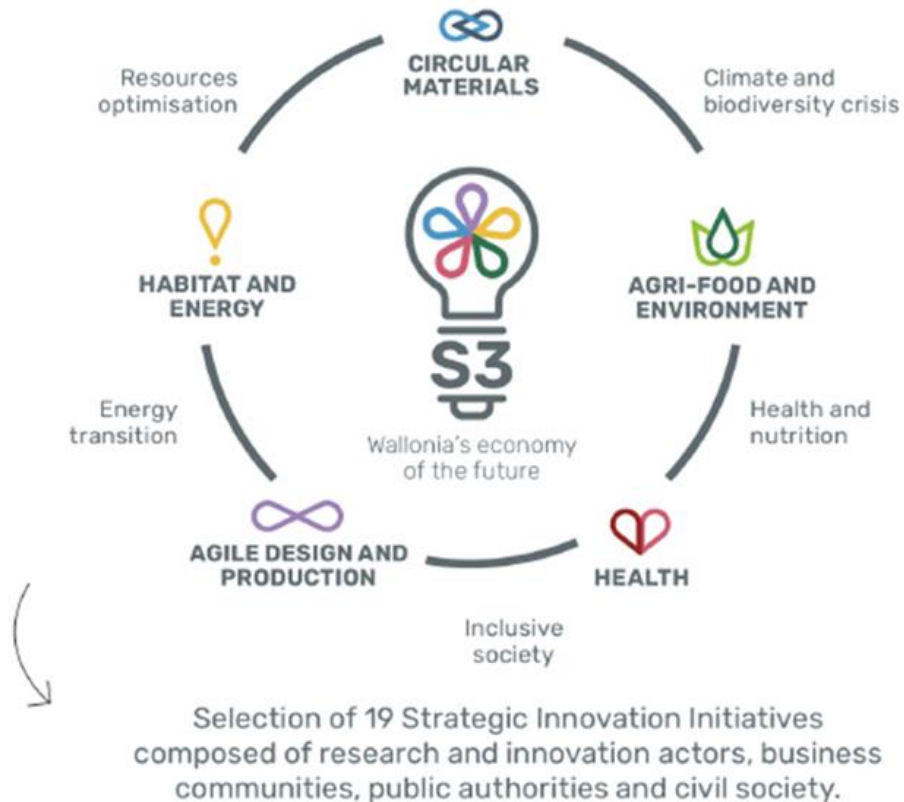 CIRCULAR
MATERIALS
Resources
optimisation
Climate and
biodiversity crisis
HABITAT AND
ENERGY
AGRI-FOOD AND
ENVIRONMENT
S3
Wallonia's economy
of the future
Energy
transition
Health and
nutrition
AGILE DESIGN AND
PRODUCTION
HEALTH
Inclusive
society
Selection of 19 Strategic Innovation Initiatives
composed of research and innovation actors, business
communities, public authorities and civil society.